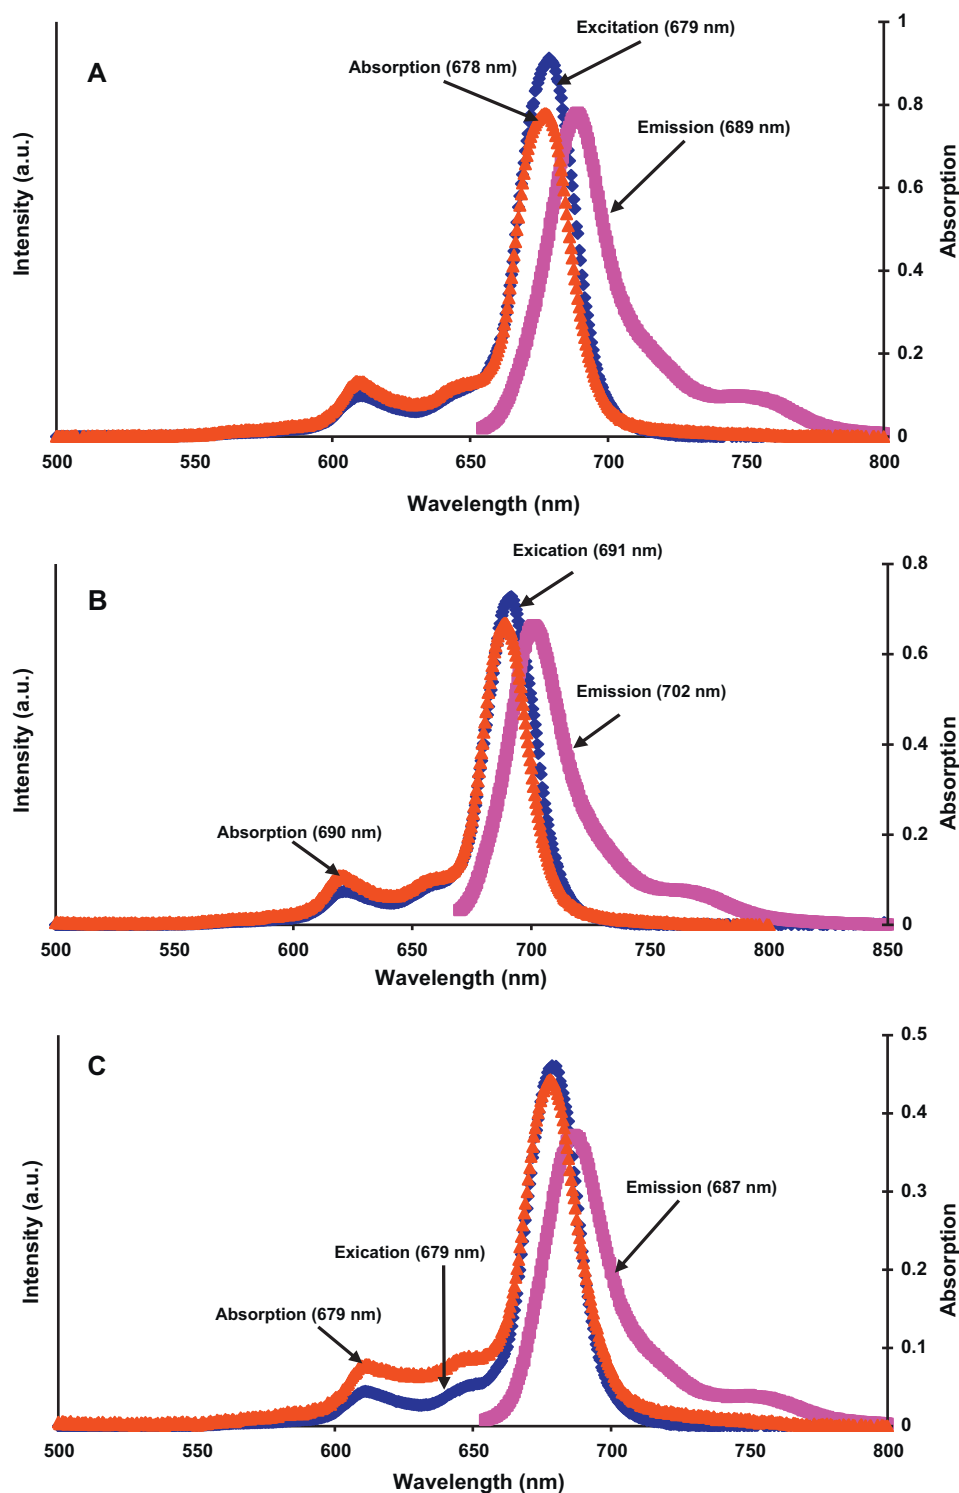 A
Excitation (679 nm)
Absorption (678 nm)
Emission (689 nm)
Intensity (a.u.)
Absorption
1
0.8
0.6
0.4
0.2
0
500 550 600 650 700 750 800
Wavelength (nm)
B
Exication (691 nm)
Emission (702 nm)
Absorption (690 nm)
Intensity (a.u.)
Absorption
0.8
0.6
0.4
0.2
0
500 550 600 650 700 750 800 850
Wavelength (nm)
C
Emission (687 nm)
Exication (679 nm)
Absorption (679 nm)
Intensity (a.u.)
Absorption
0.5
0.4
0.3
0.2
0.1
0
500 550 600 650 700 750 800
Wavelength (nm)